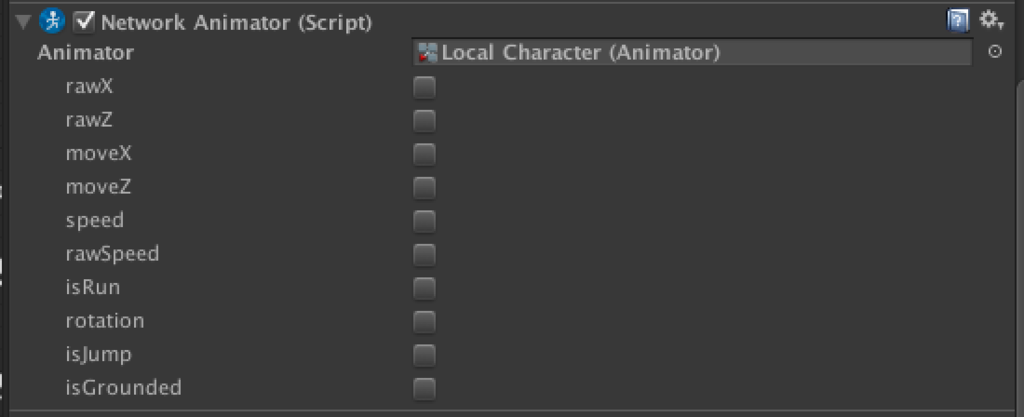 Network Animator (Script)
Animator Local Character (Animator)
rawX
rawZ
moveX
moveZ
speed
rawSpeed
isRun
rotation
isJump
isGrounded